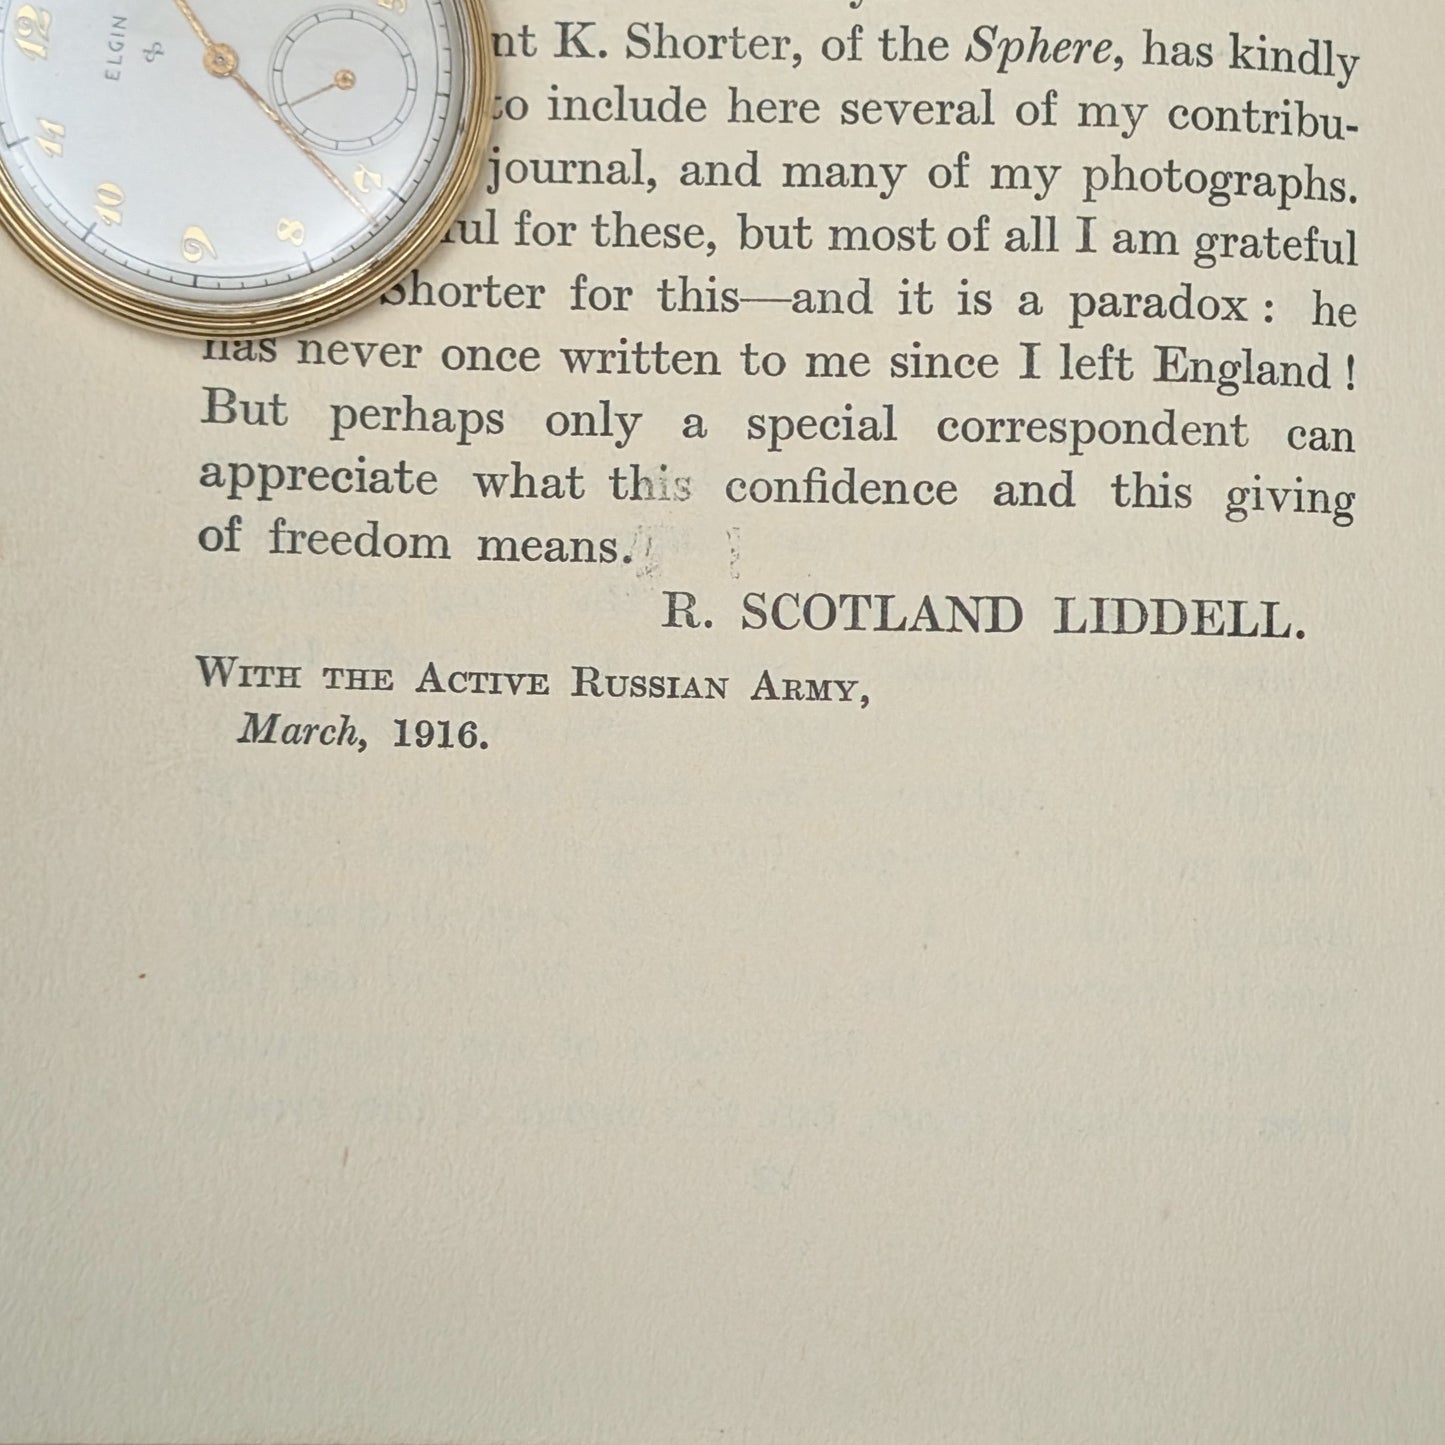 12
11
10
9
8
7
5
ELGIN
K. Shorter, of the Sphere, has kindly
to include here several of my contribu-
journal, and many of my photographs.
for these, but most of all I am grateful
Shorter for this—and it is a paradox : he
has never once written to me since I left England !
But perhaps only a special correspondent can
appreciate what this confidence and this giving
of freedom means.
R. SCOTLAND LIDDELL.
WITH THE ACTIVE RUSSIAN ARMY,
March, 1916.